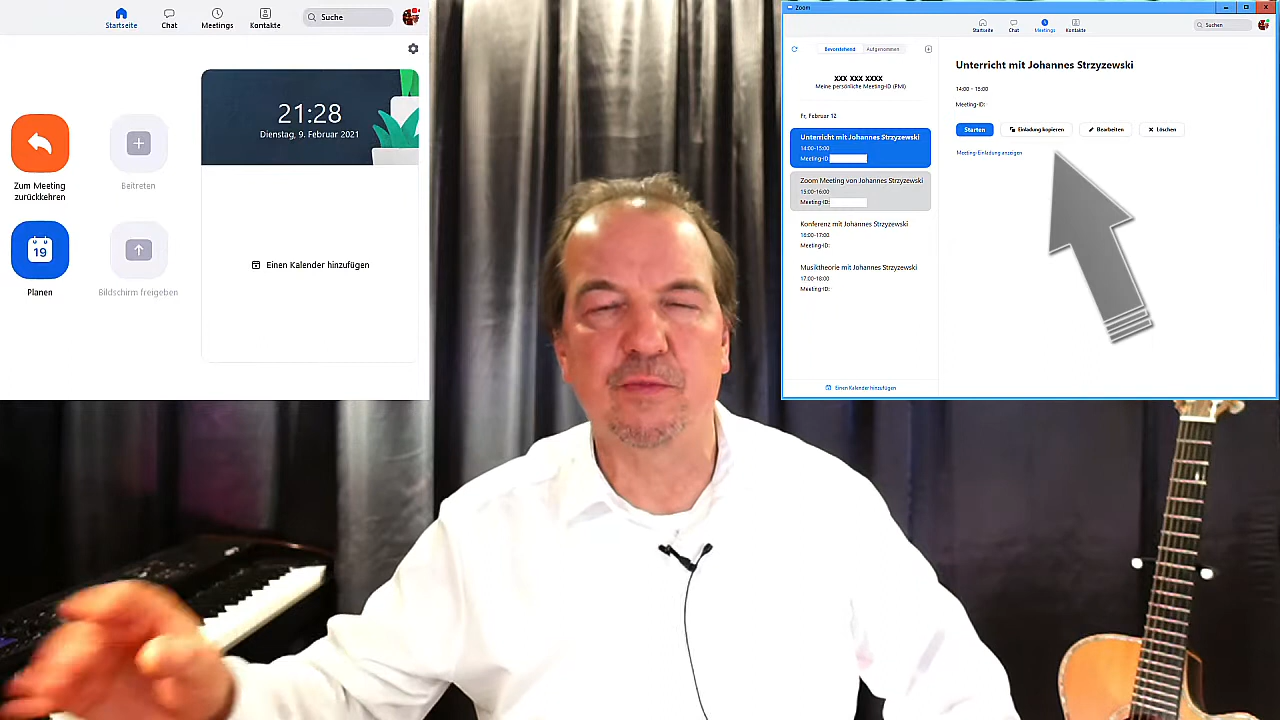 Startseite
Chat
Meetings
Kontakte
Suche
21:28
Dienstag, 9. Februar 2021
Zum Meeting
zurückkehren
Beitreten
19
Planen
Bildschirm freigeben
Einen Kalender hinzufügen
Zoom
Startseite
Chat
Meetings
Kontakte
Suchen
Bevorstehend
Aufgenommen
xxx xxx xxxx
Meine persönliche Meeting-ID (PMI)
Fr, Februar 12
Unterricht mit Johannes Strzyzewski
14:00-15:00
Meeting-ID:
Zoom Meeting von Johannes Strzyzewski
15:00-16:00
Meeting-ID:
Konferenz mit Johannes Strzyzewski
16:00-17:00
Meeting-ID:
Musiktheorie mit Johannes Strzyzewski
17:00-18:00
Meeting-ID:
Einen Kalender hinzufügen
Unterricht mit Johannes Strzyzewski
14:00 - 15:00
Meeting-ID:
Starten
Einladung kopieren
Bearbeiten
Löschen
Meeting-Einladung anzeigen